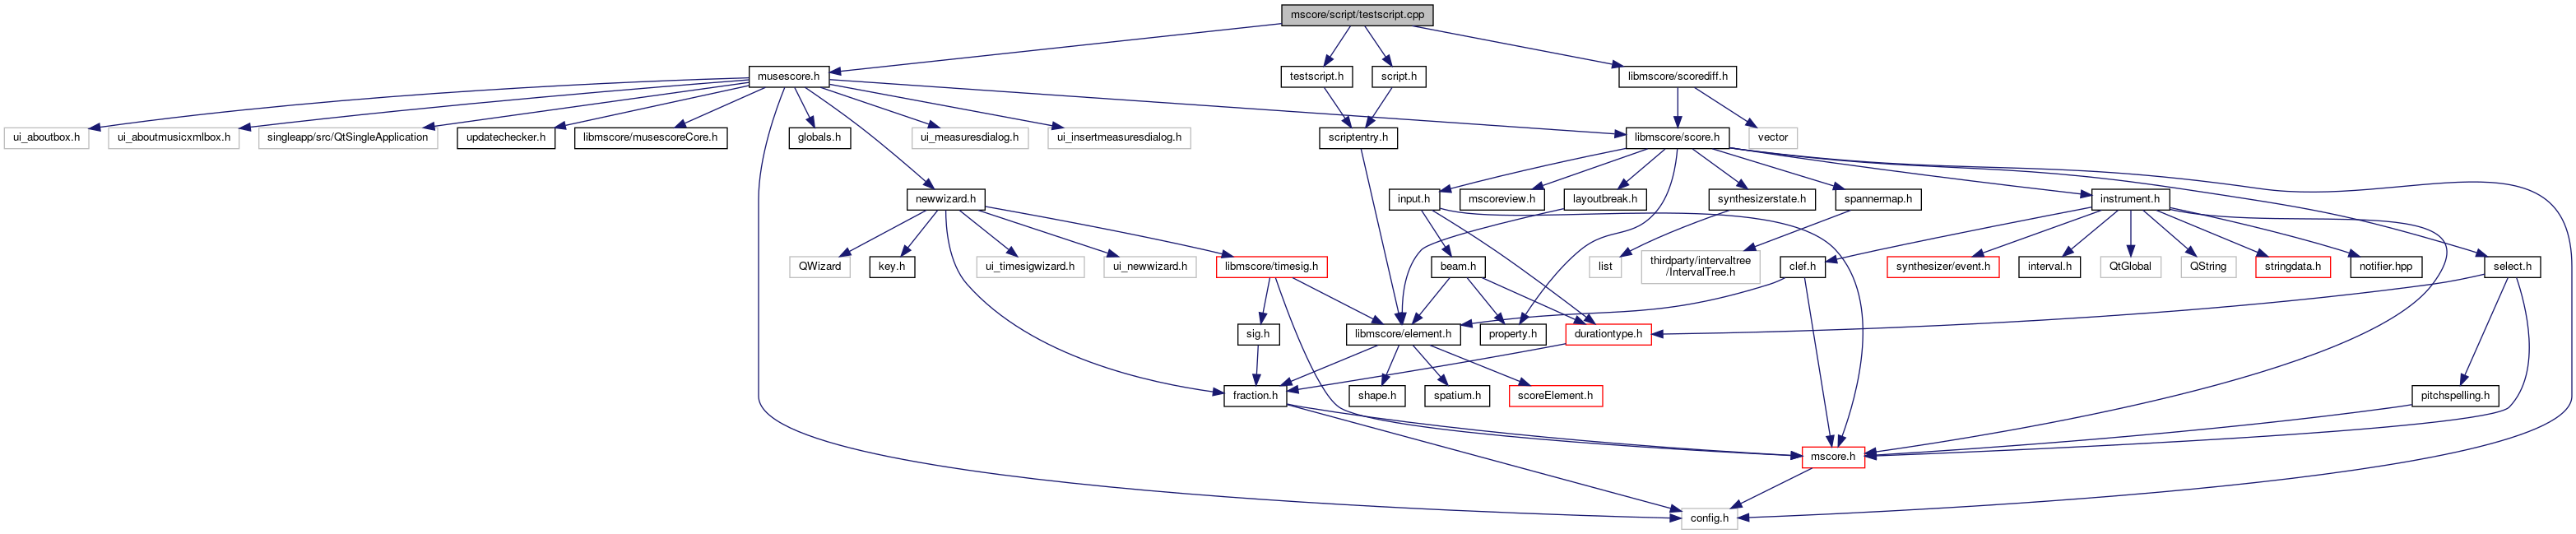 mscore/script/testscript.cpp
musescore.h
testscript.h
script.h
libmscore/scorediff.h
ui_aboutbox.h
ui_aboutmusicxmlbox.h
singleapp/src/QtSingleApplication
updatechecker.h
libmscore/musescoreCore.h
globals.h
ui_measuresdialog.h
ui_insertmeasuresdialog.h
scriptentry.h
libmscore/score.h
vector
newwizard.h
input.h
mscoreview.h
layoutbreak.h
synthesizerstate.h
spannermap.h
instrument.h
QWizard
key.h
ui_timesigwizard.h
ui_newwizard.h
libmscore/timesig.h
beam.h
list
thirdparty/intervaltree
/IntervalTree.h
clef.h
synthesizer/event.h
interval.h
QtGlobal
QString
stringdata.h
notifier.hpp
select.h
sig.h
libmscore/element.h
property.h
durationtype.h
fraction.h
shape.h
spatium.h
scoreElement.h
pitchspelling.h
mscore.h
config.h